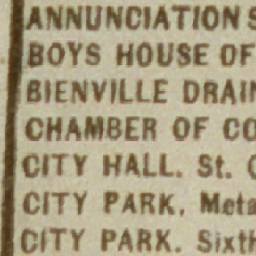 ANNUNCIATION S
BOYS HOUSE OF
BIENVILLE DRAIN
CHAMBER OF CO
CITY HALL. St. C
CITY PARK, Meta
CITY PARK. Sixth